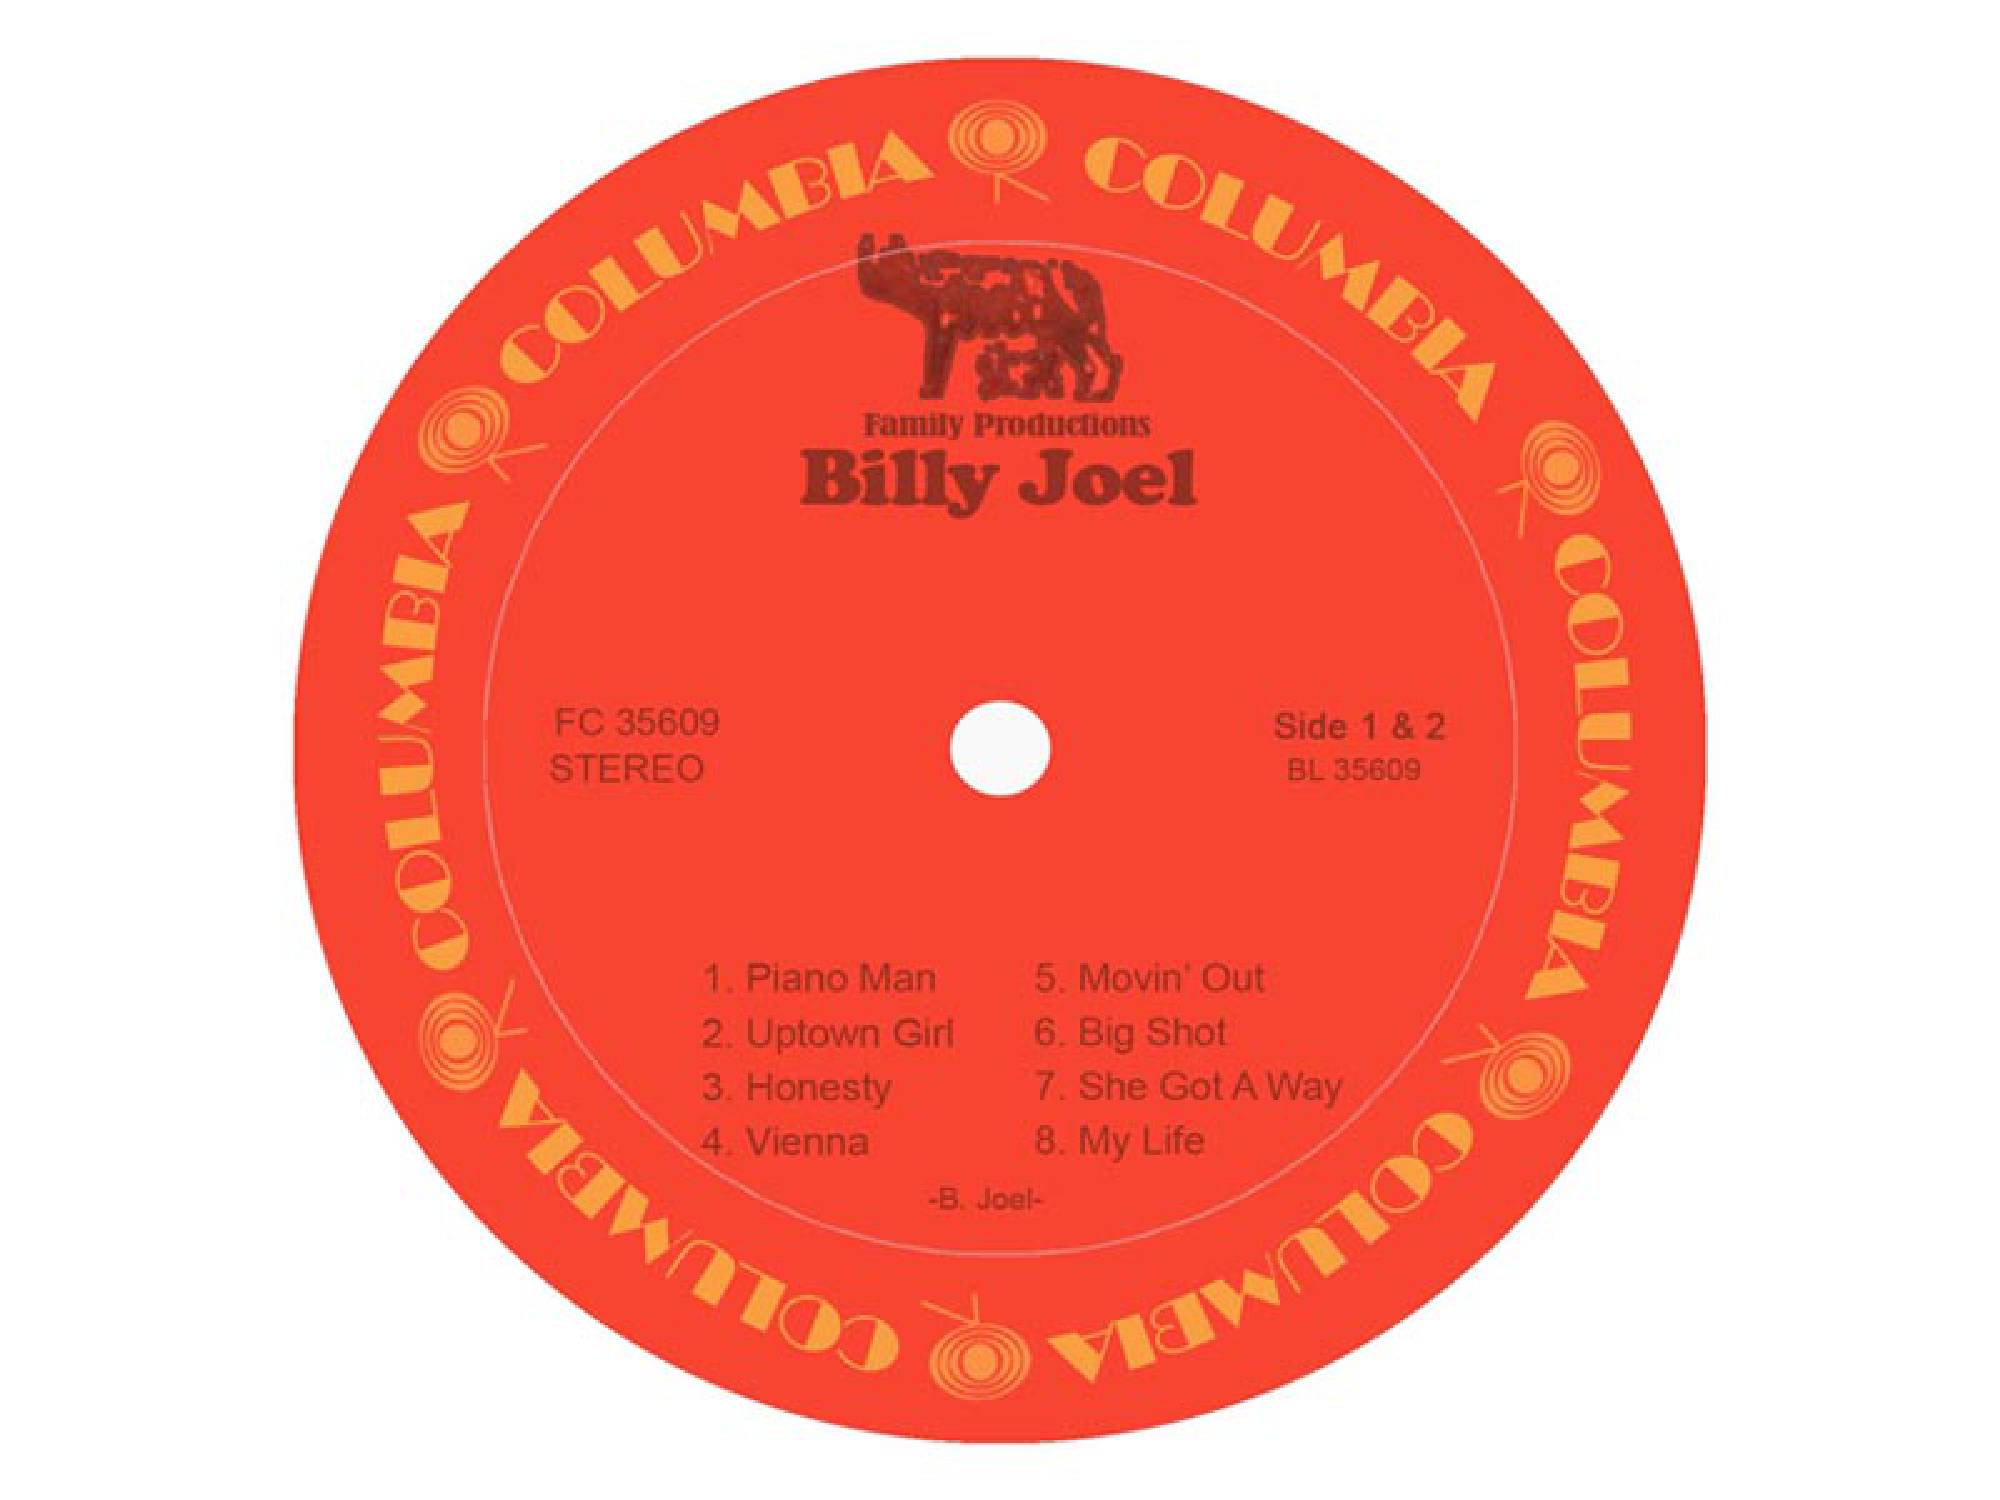 COLUMBIA
COLUMBIA
COLUMBIA
COLUMBIA
COLUMBIA
COLUMBIA
Family Productions
Billy Joel
FC 35609
STEREO
Side 1 & 2
BL 35609
1. Piano Man
2. Uptown Girl
3. Honesty
4. Vienna
5. Movin' Out
6. Big Shot
7. She Got A Way
8. My Life
-B. Joel-